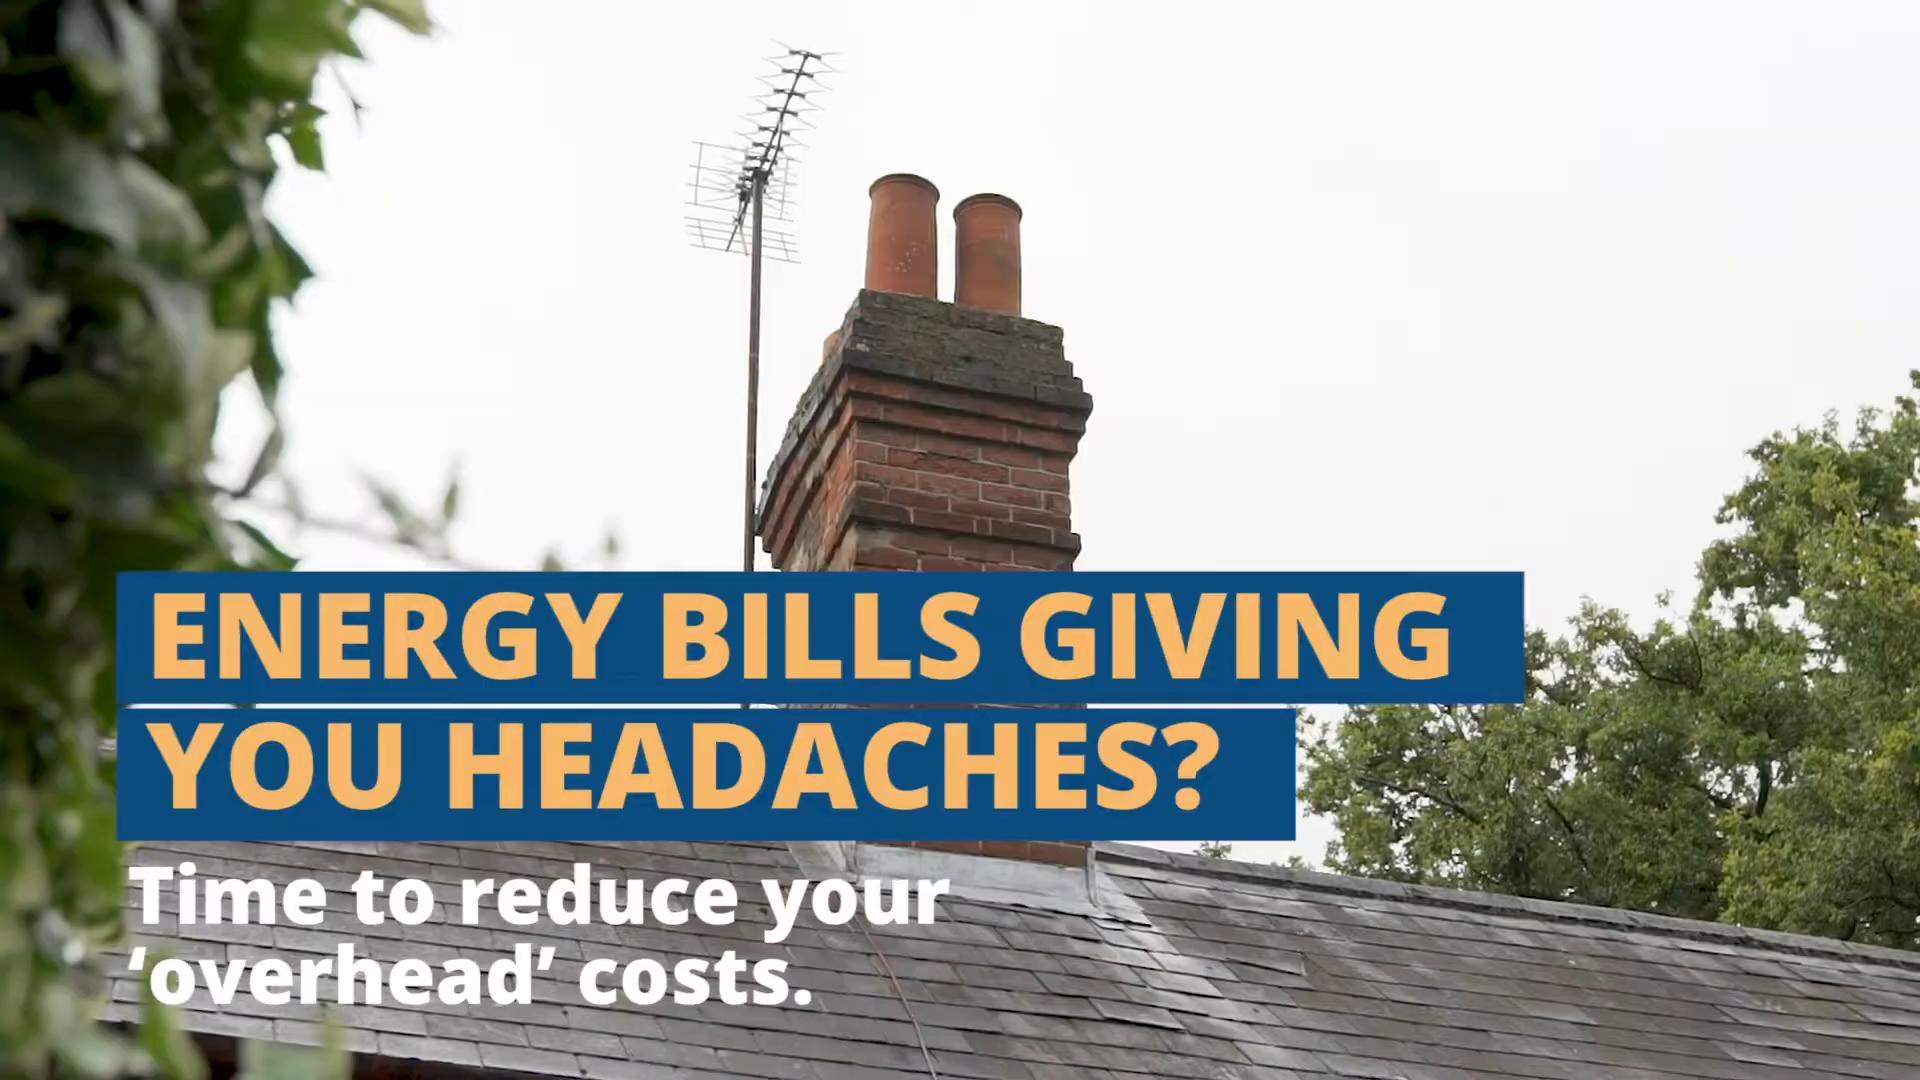 ENERGY BILLS GIVING
YOU HEADACHES?
Time to reduce your
‘overhead’ costs.